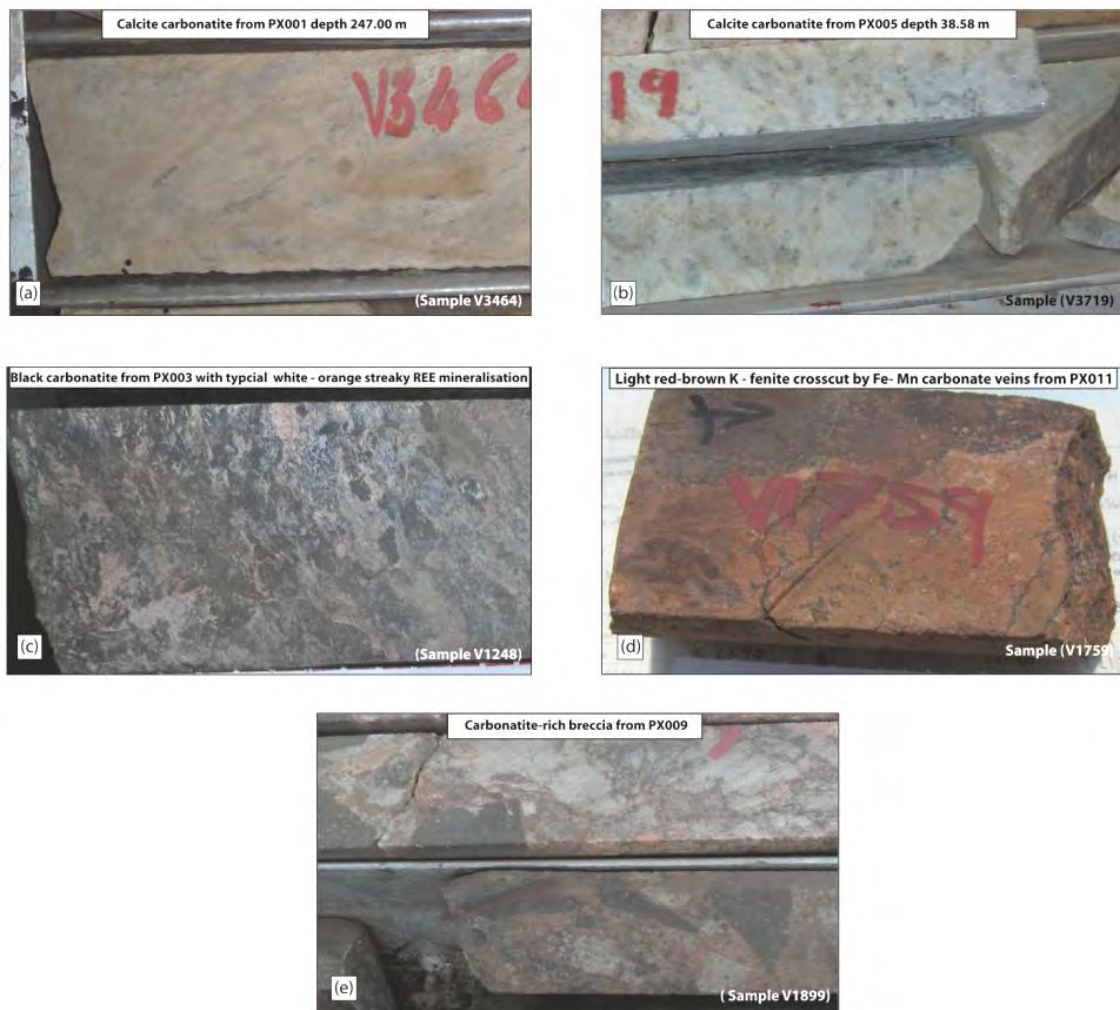 Calcite carbonatite from PX001 depth 247.00 m
V346
(a)
(Sample V3464)
Calcite carbonatite from PX005 depth 38.58 m
19
(b)
Sample (V3719)
Black carbonatite from PX003 with typcial white - orange streaky REE mineralisation
(c)
(Sample V1248)
Light red-brown K - fenite crosscut by Fe- Mn carbonate veins from PX011
V1759
(d)
Sample (V1759)
Carbonatite-rich breccia from PX009
(e)
( Sample V1899)